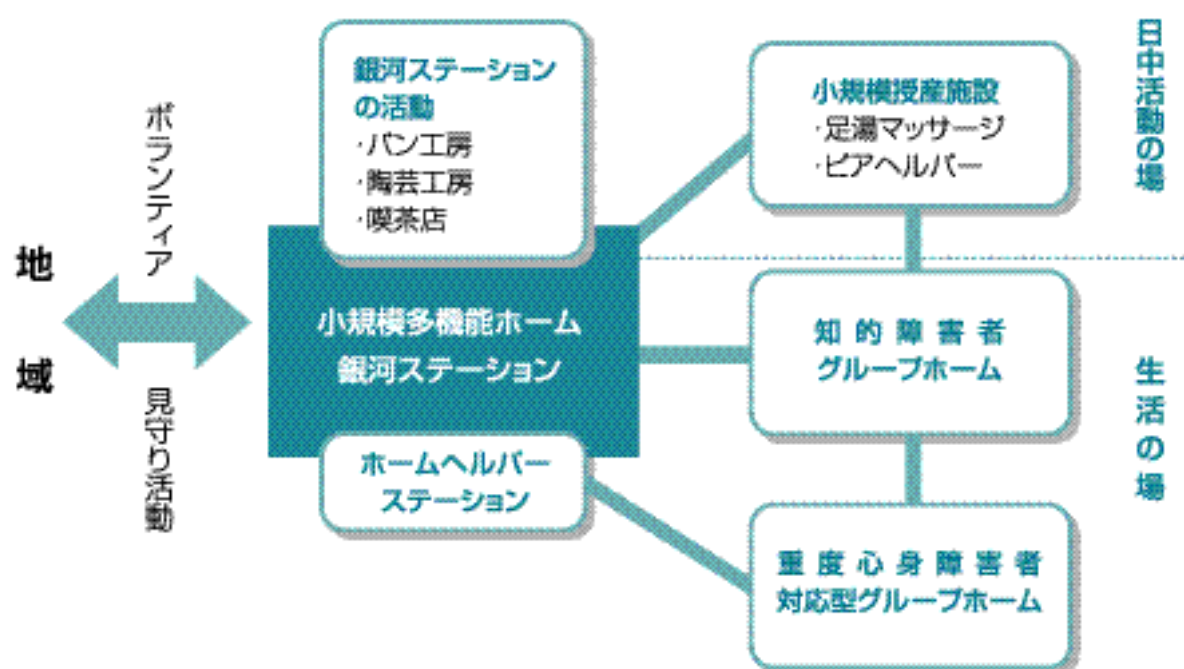 地域
ボランティア
見守り活動
銀河ステーション
の活動
・パン工房
・陶芸工房
・喫茶店
小規模多機能ホーム
銀河ステーション
ホームヘルパー
ステーション
小規模授産施設
・足湯マッサージ
・ピアヘルパー
知的障害者
グループホーム
重度心身障害者
対応型グループホーム
日中活動の場
生活の場